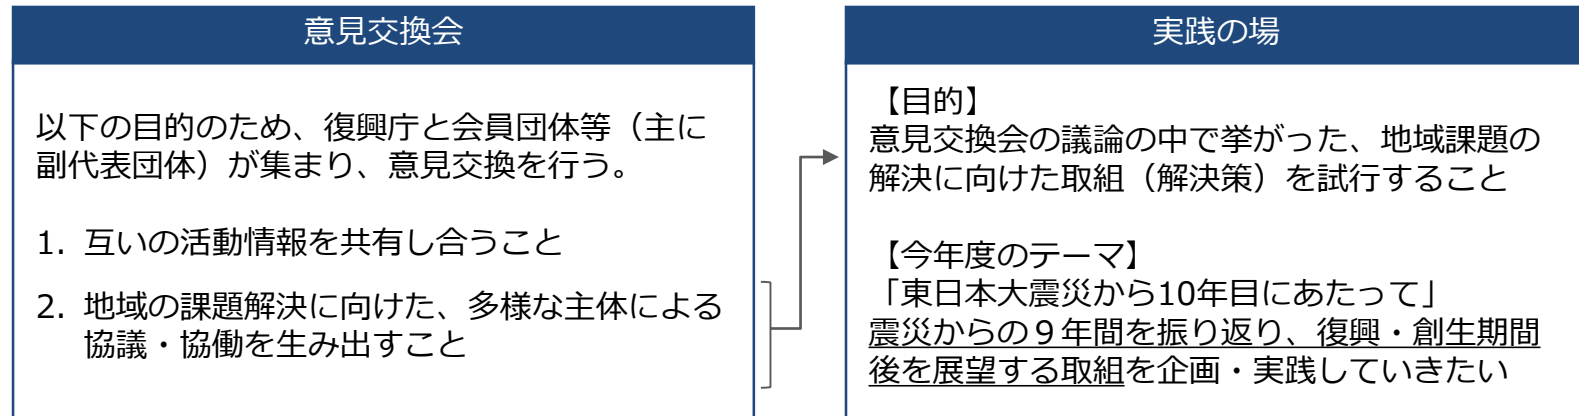 意見交換会
以下の目的のため、復興庁と会員団体等（主に
副代表団体）が集まり、意見交換を行う。
1. 互いの活動情報を共有し合うこと
2. 地域の課題解決に向けた、多様な主体による
協議・協働を生み出すこと
実践の場
【目的】
意見交換会の議論の中で挙がった、地域課題の
解決に向けた取組（解決策）を試行すること
【今年度のテーマ】
「東日本大震災から10年目にあたって」
震災からの９年間を振り返り、復興・創生期間
後を展望する取組を企画・実践していきたい